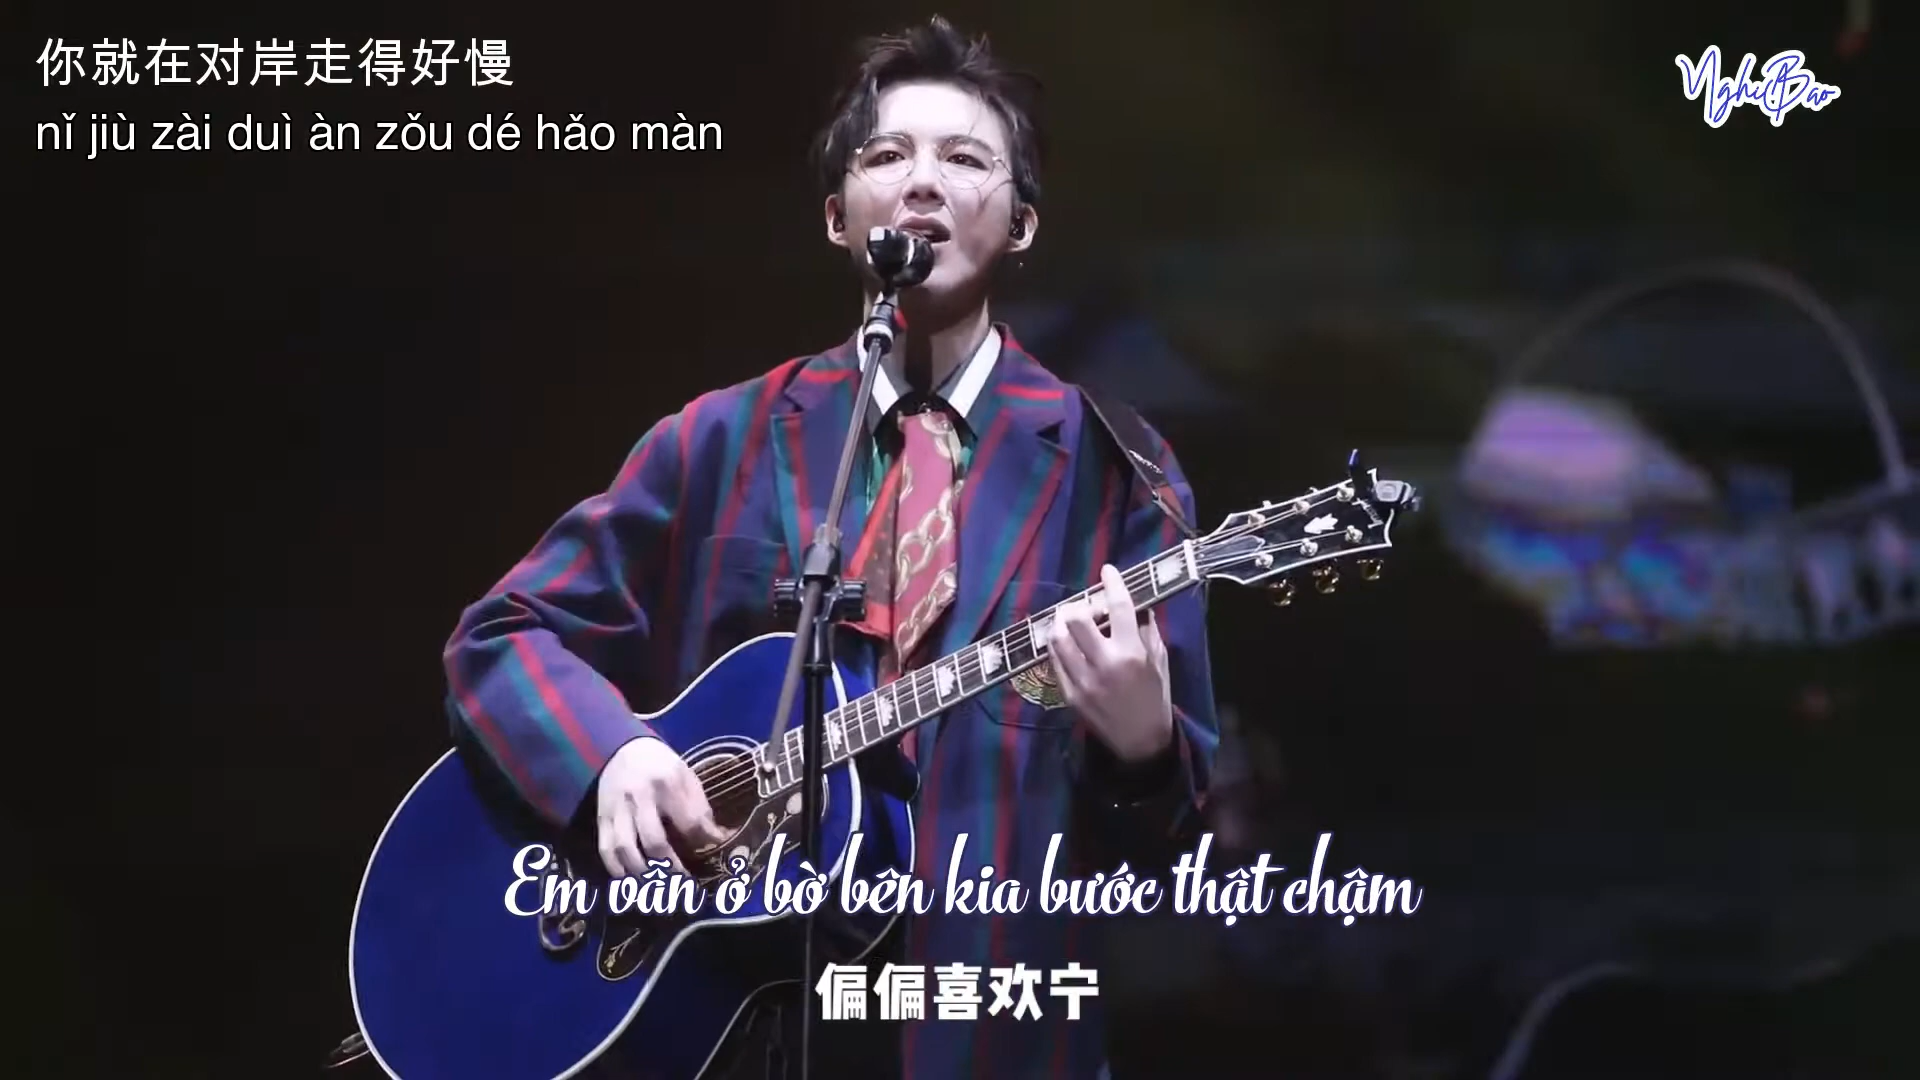 你就在对岸走得好慢
nǐ jiù zài duì àn zǒu dé hǎo màn
NghiBao
Em vẫn ở bờ bên kia bước thật chậm
偏偏喜欢宁